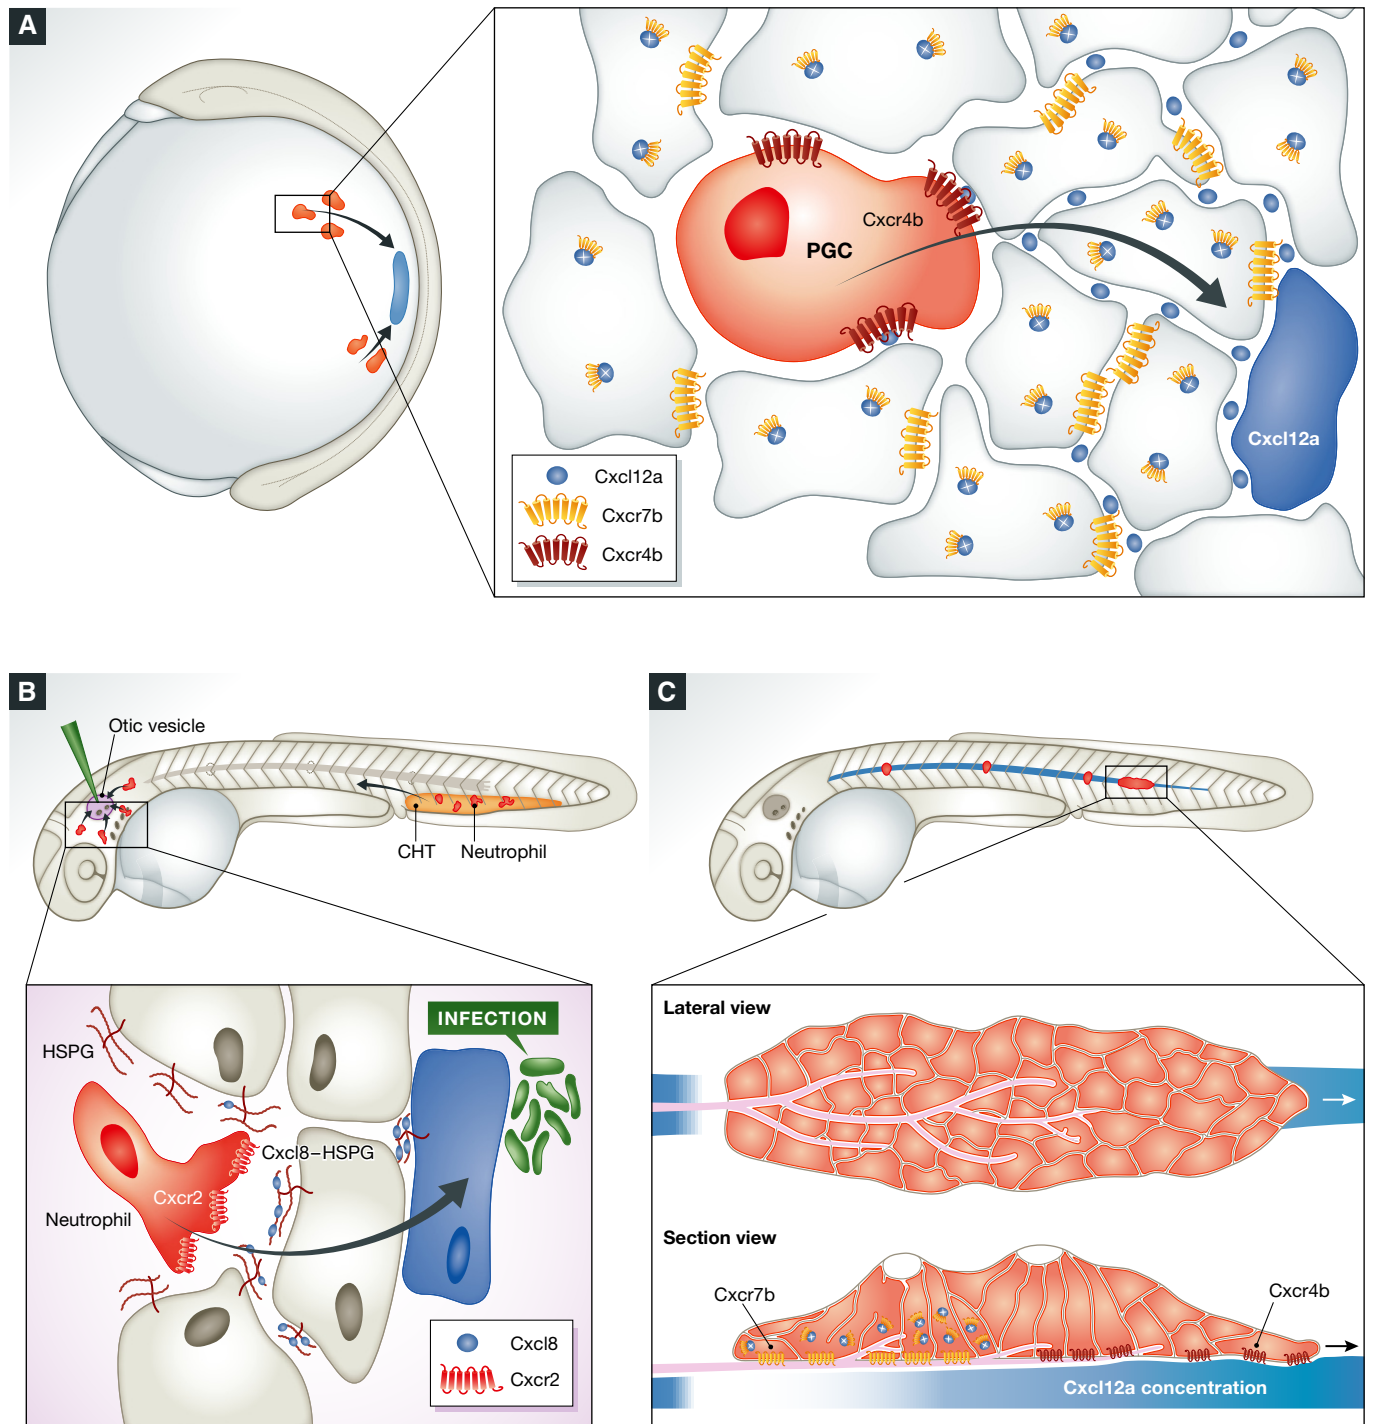 A
Cxcr4b
PGC
Cxcl12a
Cxcl12a
Cxcr7b
Cxcr4b
B
Otic vesicle
CHT
Neutrophil
HSPG
INFECTION
Cxcl8–HSPG
Cxcr2
Neutrophil
Cxcl8
Cxcr2
C
Lateral view
Section view
Cxcr7b
Cxcr4b
Cxcl12a concentration